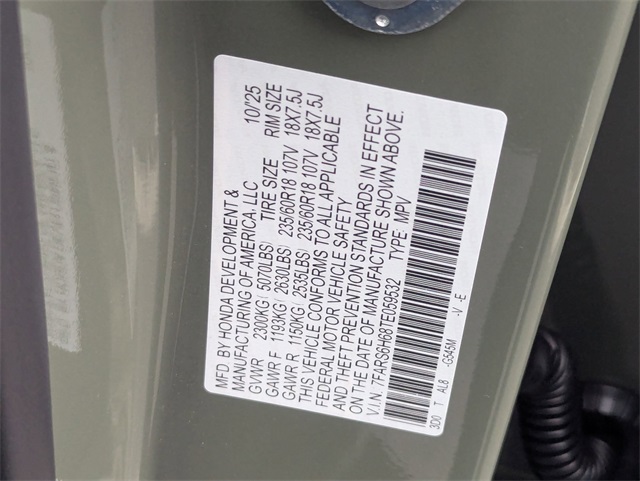 MFD. BY HONDA DEVELOPMENT & 10/'25
MANUFACTURING OF AMERICA, LLC
GVWR 2300KG( 5070LBS) TIRE SIZE RIM SIZE
GAWR F 1193KG( 2630LBS) 235/60R18 107V 18X7.5J
GAWR R 1150KG( 2533LBS) 235/60R18 107V 18X7.5J
THIS VEHICLE CONFORMS TO ALL APPLICABLE
FEDERAL MOTOR VEHICLE SAFETY
AND THEFT PREVENTION STANDARDS IN EFFECT
ON THE DATE OF MANUFACTURE SHOWN ABOVE.
V.I.N. 7FARS6H68TE059532 TYPE: MPV
3D0 T AL8 -G545M -V -E